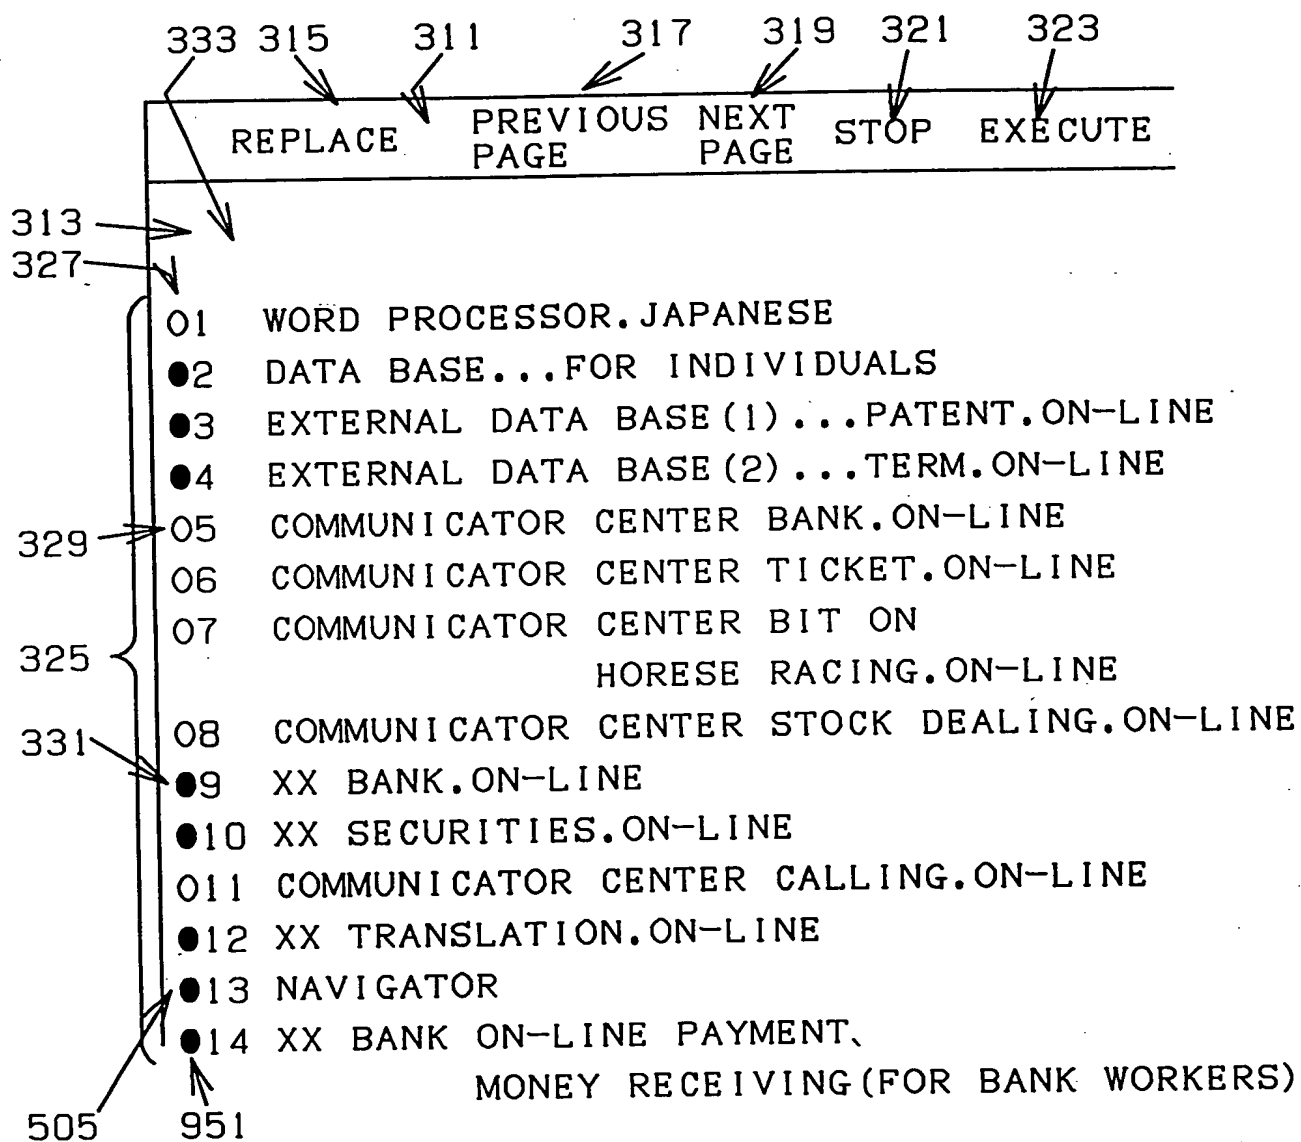 333 315 311 317 319 321 323
REPLACE PREVIOUS PAGE NEXT PAGE STOP EXECUTE
313
327
01 WORD PROCESSOR.JAPANESE
●2 DATA BASE...FOR INDIVIDUALS
●3 EXTERNAL DATA BASE(1)...PATENT.ON-LINE
●4 EXTERNAL DATA BASE(2)...TERM.ON-LINE
329 05 COMMUNICATOR CENTER BANK.ON-LINE
06 COMMUNICATOR CENTER TICKET.ON-LINE
07 COMMUNICATOR CENTER BIT ON
325 HORESE RACING.ON-LINE
08 COMMUNICATOR CENTER STOCK DEALING.ON-LINE
331 ●9 XX BANK.ON-LINE
●10 XX SECURITIES.ON-LINE
011 COMMUNICATOR CENTER CALLING.ON-LINE
●12 XX TRANSLATION.ON-LINE
●13 NAVIGATOR
●14 XX BANK ON-LINE PAYMENT、
MONEY RECEIVING(FOR BANK WORKERS)
505 951